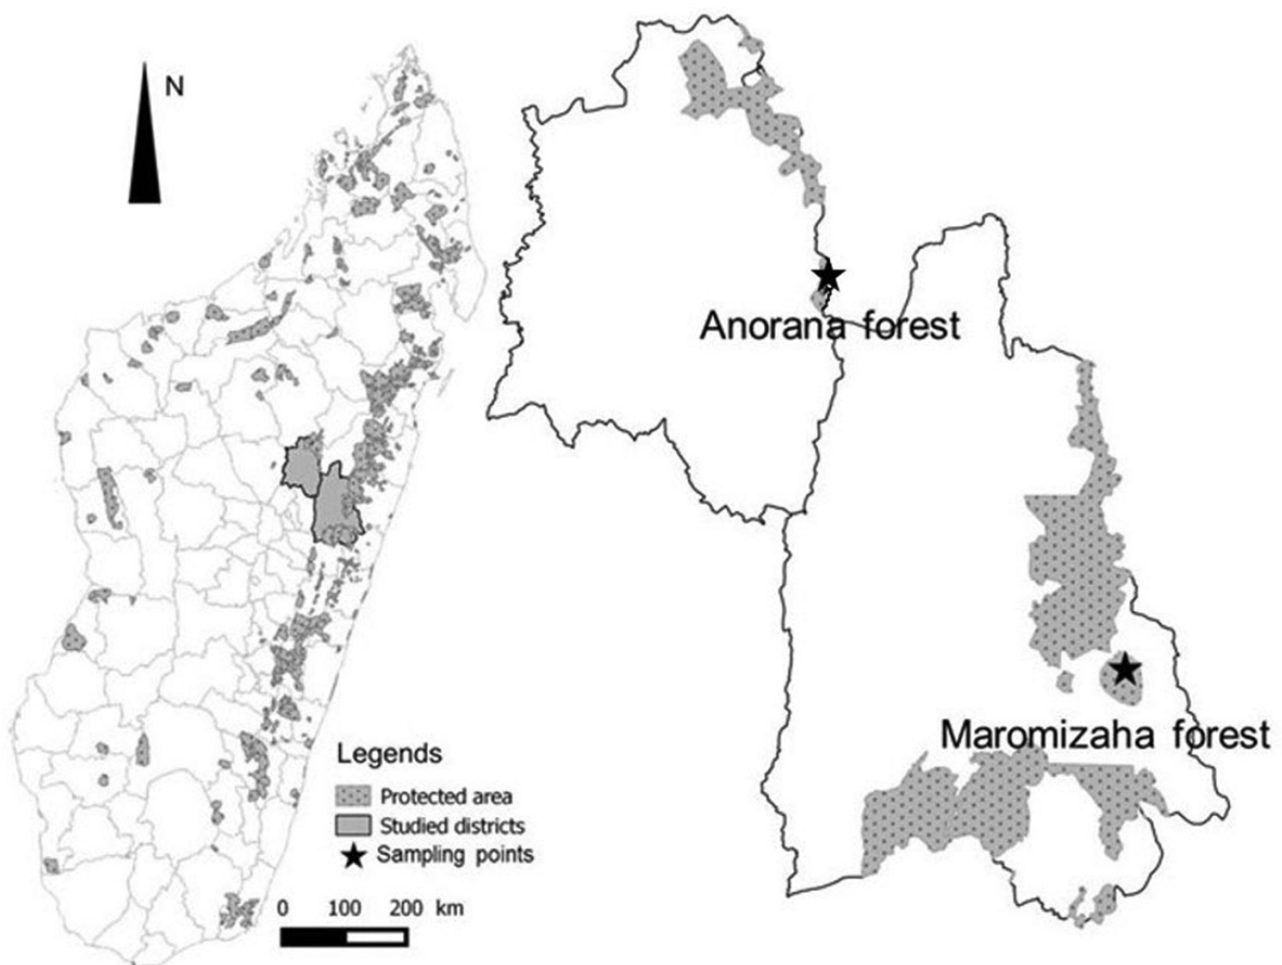 N
Anorana forest
Maromizaha forest
Legends
Protected area
Studied districts
Sampling points
0 100 200 km